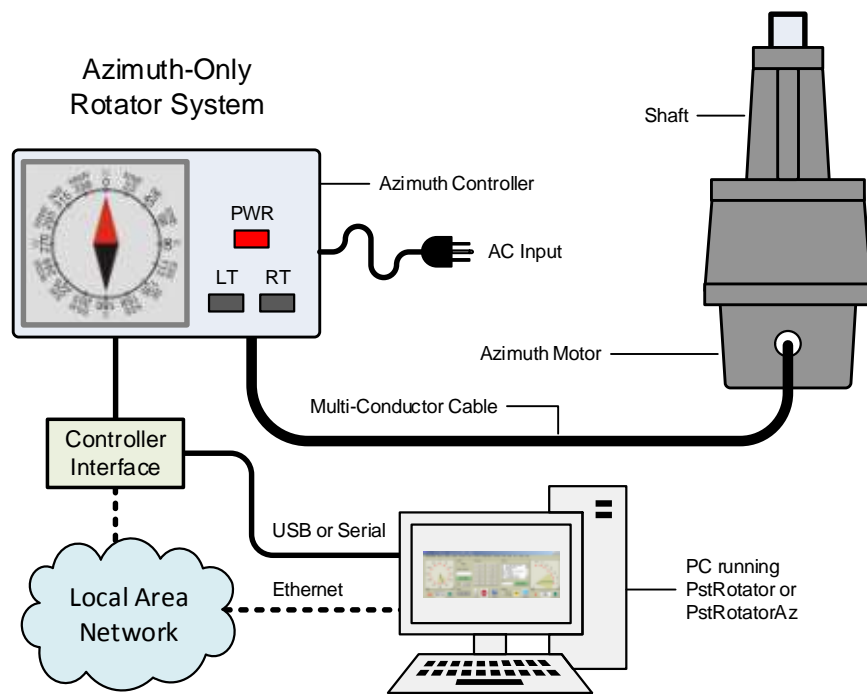 Azimuth-Only
Rotator System
Shaft
Azimuth Controller
PWR
AC Input
LT RT
Azimuth Motor
Multi-Conductor Cable
Controller
Interface
USB or Serial
Ethernet
Local Area
Network
PC running
PstRotator or
PstRotatorAz